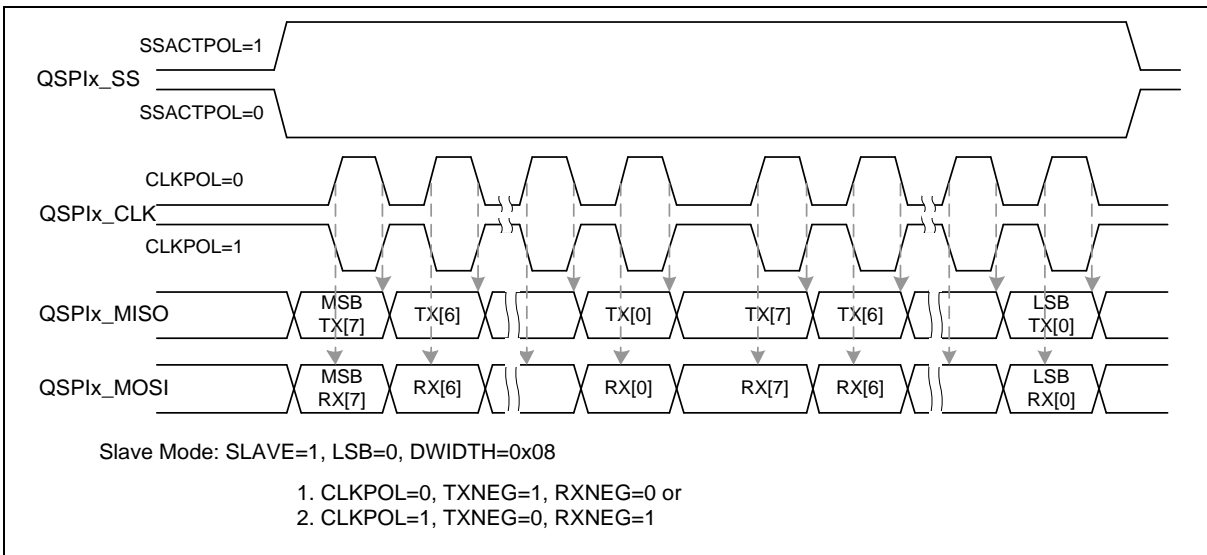 SSACTPOL=1
QSPIx_SS
SSACTPOL=0
CLKPOL=0
QSPIx_CLK
CLKPOL=1
QSPIx_MISO
MSB
TX[7]
TX[6]
TX[0]
TX[7]
TX[6]
LSB
TX[0]
QSPIx_MOSI
MSB
RX[7]
RX[6]
RX[0]
RX[7]
RX[6]
LSB
RX[0]
Slave Mode: SLAVE=1, LSB=0, DWIDTH=0x08
1. CLKPOL=0, TXNEG=1, RXNEG=0 or
2. CLKPOL=1, TXNEG=0, RXNEG=1